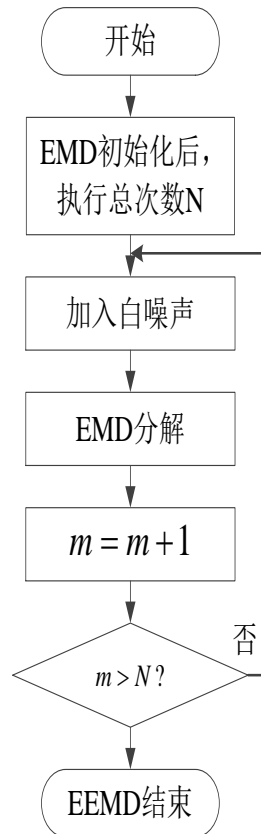 开始
EMD初始化后，
执行总次数N
加入白噪声
EMD分解
m = m+1
m > N?
否
EEMD结束